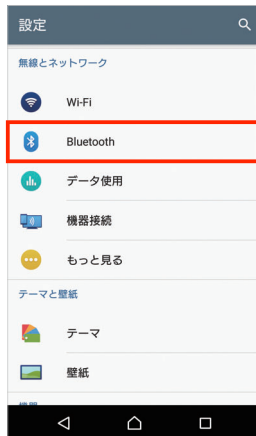 設定
無線とネットワーク
Wi-Fi
Bluetooth
データ使用
機器接続
もっと見る
テーマと壁紙
テーマ
壁紙